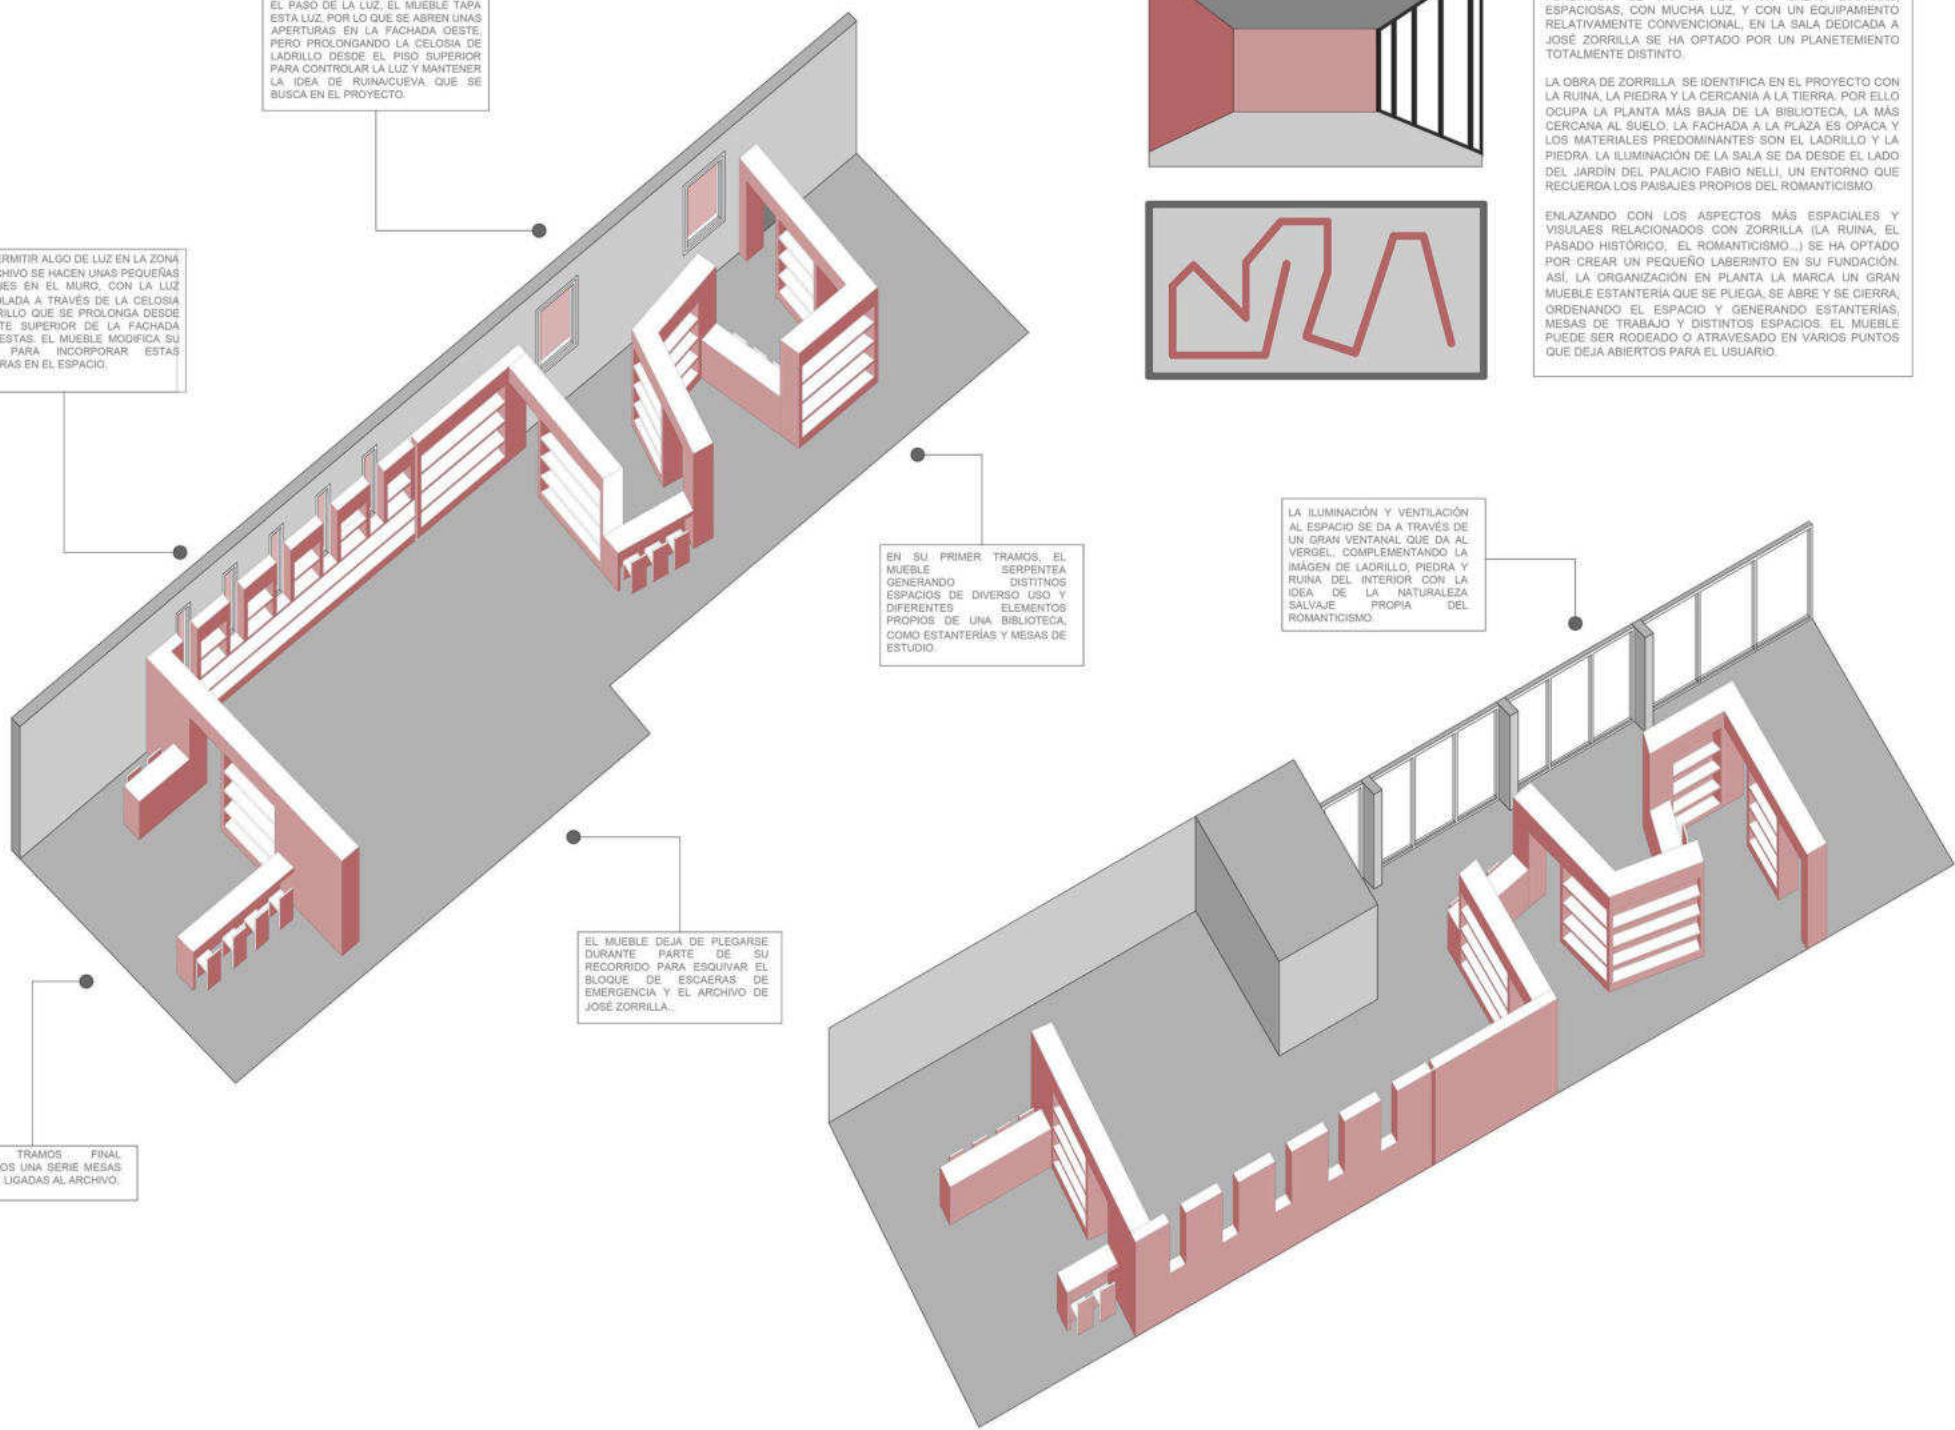 EL PASO DE LA LUZ, EL MUEBLE TAPA
ESTA LUZ, POR LO QUE SE ABREN UNAS
APERTURAS EN LA FACHADA OESTE,
PERO PROLONGANDO LA CELOSIA DE
LADRILLO DESDE EL PISO SUPERIOR
PARA CONTROLAR LA LUZ Y MANTENER
LA IDEA DE RUINA/CUEVA QUE SE
BUSCA EN EL PROYECTO.
ESPACIOSAS, CON MUCHA LUZ, Y CON UN EQUIPAMIENTO
RELATIVAMENTE CONVENCIONAL, EN LA SALA DEDICADA A
JOSÉ ZORRILLA SE HA OPTADO POR UN PLANETEMIENTO
TOTALMENTE DISTINTO.
LA OBRA DE ZORRILLA SE IDENTIFICA EN EL PROYECTO CON
LA RUINA, LA PIEDRA Y LA CERCANIA A LA TIERRA. POR ELLO
OCUPA LA PLANTA MÁS BAJA DE LA BIBLIOTECA, LA MÁS
CERCANA AL SUELO. LA FACHADA A LA PLAZA ES OPACA Y
LOS MATERIALES PREDOMINANTES SON EL LADRILLO Y LA
PIEDRA. LA ILUMINACIÓN DE LA SALA SE DA DESDE EL LADO
DEL JARDÍN DEL PALACIO FABIO NELLI, UN ENTORNO QUE
RECUERDA LOS PAISAJES PROPIOS DEL ROMANTICISMO.
ENLAZANDO CON LOS ASPECTOS MÁS ESPACIALES Y
VISULAES RELACIONADOS CON ZORRILLA (LA RUINA, EL
PASADO HISTÓRICO, EL ROMANTICISMO...) SE HA OPTADO
POR CREAR UN PEQUEÑO LABERINTO EN SU FUNDACIÓN.
ASÍ, LA ORGANIZACIÓN EN PLANTA LA MARCA UN GRAN
MUEBLE ESTANTERÍA QUE SE PLIEGA, SE ABRE Y SE CIERRA,
ORDENANDO EL ESPACIO Y GENERANDO ESTANTERÍAS,
MESAS DE TRABAJO Y DISTINTOS ESPACIOS. EL MUEBLE
PUEDE SER RODEADO O ATRAVESADO EN VARIOS PUNTOS
QUE DEJA ABIERTOS PARA EL USUARIO.
ERMITIR ALGO DE LUZ EN LA ZONA
CHIVO SE HACEN UNAS PEQUEÑAS
ES EN EL MURO, CON LA LUZ
OLADA A TRAVÉS DE LA CELOSIA
RILLO QUE SE PROLONGA DESDE
TE SUPERIOR DE LA FACHADA
ESTAS. EL MUEBLE MODIFICA SU
PARA INCORPORAR ESTAS
RAS EN EL ESPACIO.
LA ILUMINACIÓN Y VENTILACIÓN
AL ESPACIO SE DA A TRAVÉS DE
UN GRAN VENTANAL QUE DA AL
VERGEL, COMPLEMENTANDO LA
IMÁGEN DE LADRILLO, PIEDRA Y
RUINA DEL INTERIOR CON LA
IDEA DE LA NATURALEZA
SALVAJE PROPIA DEL
ROMANTICISMO.
EN SU PRIMER TRAMOS, EL
MUEBLE SERPENTEA
GENERANDO DISTITNOS
ESPACIOS DE DIVERSO USO Y
DIFERENTES ELEMENTOS
PROPIOS DE UNA BIBLIOTECA,
COMO ESTANTERÍAS Y MESAS DE
ESTUDIO.
EL MUEBLE DEJA DE PLEGARSE
DURANTE PARTE DE SU
RECORRIDO PARA ESQUIVAR EL
BLOQUE DE ESCAERAS DE
EMERGENCIA Y EL ARCHIVO DE
JOSÉ ZORRILLA..
TRAMOS FINAL
OS UNA SERIE MESAS
LIGADAS AL ARCHIVO.